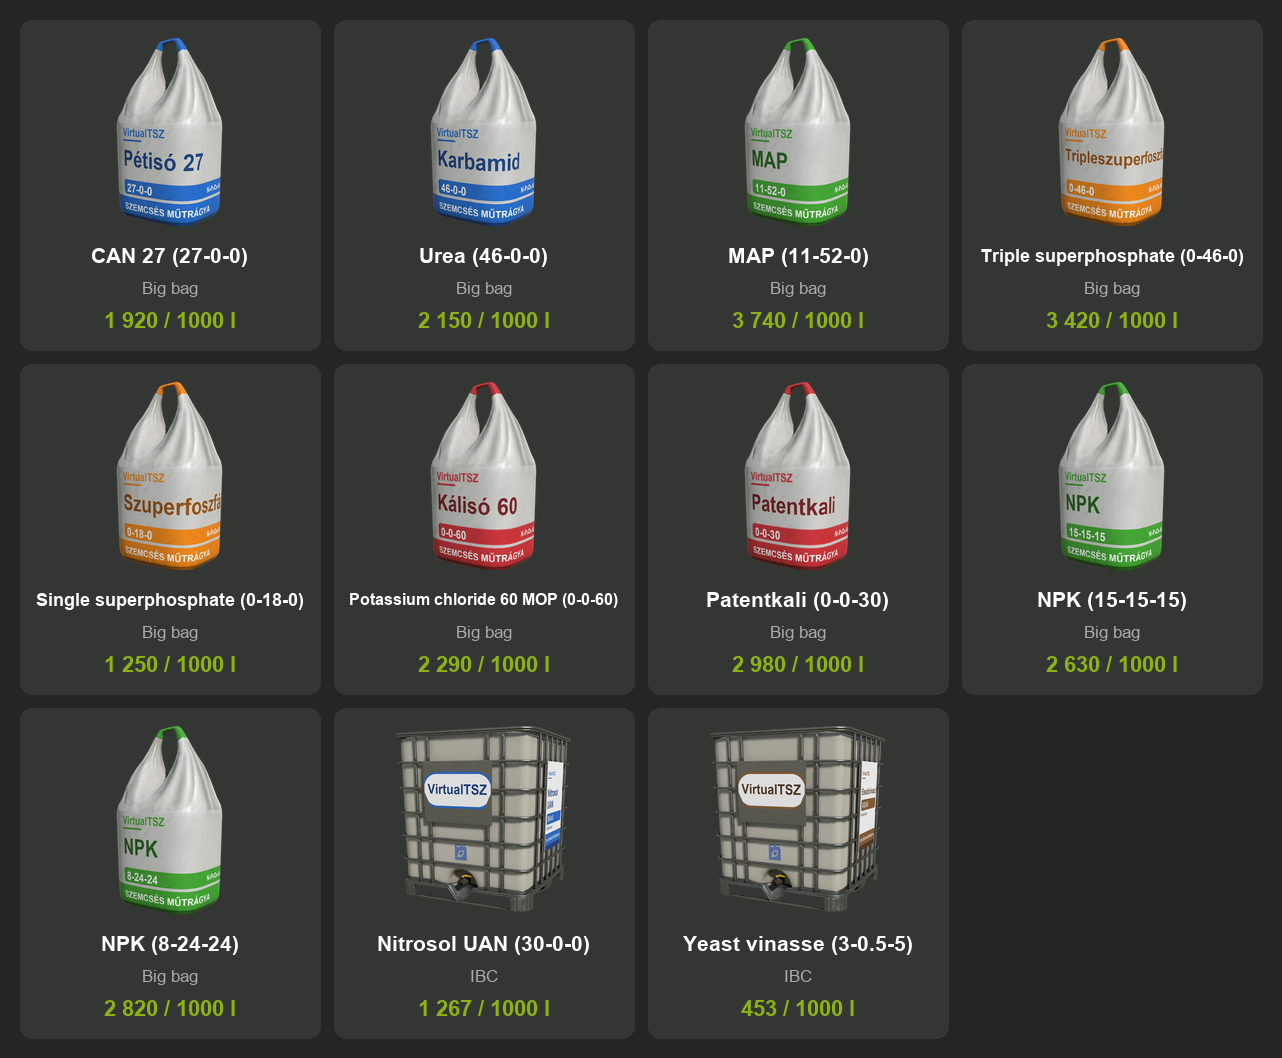 VirtualTSZ
Pétisó 27
27-0-0
SZEMCSÉS MŰTRÁGYA
CAN 27 (27-0-0)
Big bag
1 920 / 1000 l
VirtualTSZ
Karbamid
46-0-0
SZEMCSÉS MŰTRÁGYA
Urea (46-0-0)
Big bag
2 150 / 1000 l
VirtualTSZ
MAP
11-52-0
SZEMCSÉS MŰTRÁGYA
MAP (11-52-0)
Big bag
3 740 / 1000 l
VirtualTSZ
Tripleszuperfoszfá
0-46-0
SZEMCSÉS MŰTRÁGYA
Triple superphosphate (0-46-0)
Big bag
3 420 / 1000 l
VirtualTSZ
Szuperfoszfá
0-18-0
SZEMCSÉS MŰTRÁGYA
Single superphosphate (0-18-0)
Big bag
1 250 / 1000 l
VirtualTSZ
Kálisó 60
0-0-60
SZEMCSÉS MŰTRÁGYA
Potassium chloride 60 MOP (0-0-60)
Big bag
2 290 / 1000 l
VirtualTSZ
Patentkali
0-0-30
SZEMCSÉS MŰTRÁGYA
Patentkali (0-0-30)
Big bag
2 980 / 1000 l
VirtualTSZ
NPK
15-15-15
SZEMCSÉS MŰTRÁGYA
NPK (15-15-15)
Big bag
2 630 / 1000 l
VirtualTSZ
NPK
8-24-24
SZEMCSÉS MŰTRÁGYA
NPK (8-24-24)
Big bag
2 820 / 1000 l
VirtualTSZ
Nitrosol
UAN
Nitrosol UAN (30-0-0)
IBC
1 267 / 1000 l
VirtualTSZ
Yeast vinasse (3-0.5-5)
IBC
453 / 1000 l